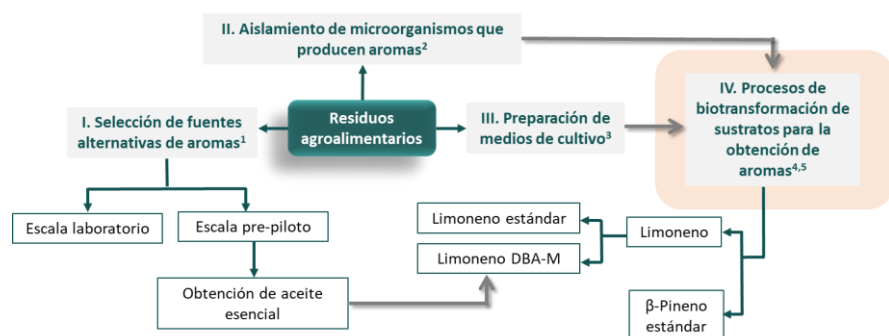 II. Aislamiento de microorganismos que
producen aromas²
I. Selección de fuentes
alternativas de aromas¹
Residuos
agroalimentarios
III. Preparación de
medios de cultivo³
IV. Procesos de
biotransformación de
sustratos para la
obtención de
aromas⁴,⁵
Escala laboratorio
Escala pre-piloto
Obtención de aceite
esencial
Limoneno estándar
Limoneno DBA-M
Limoneno
β-Pineno
estándar